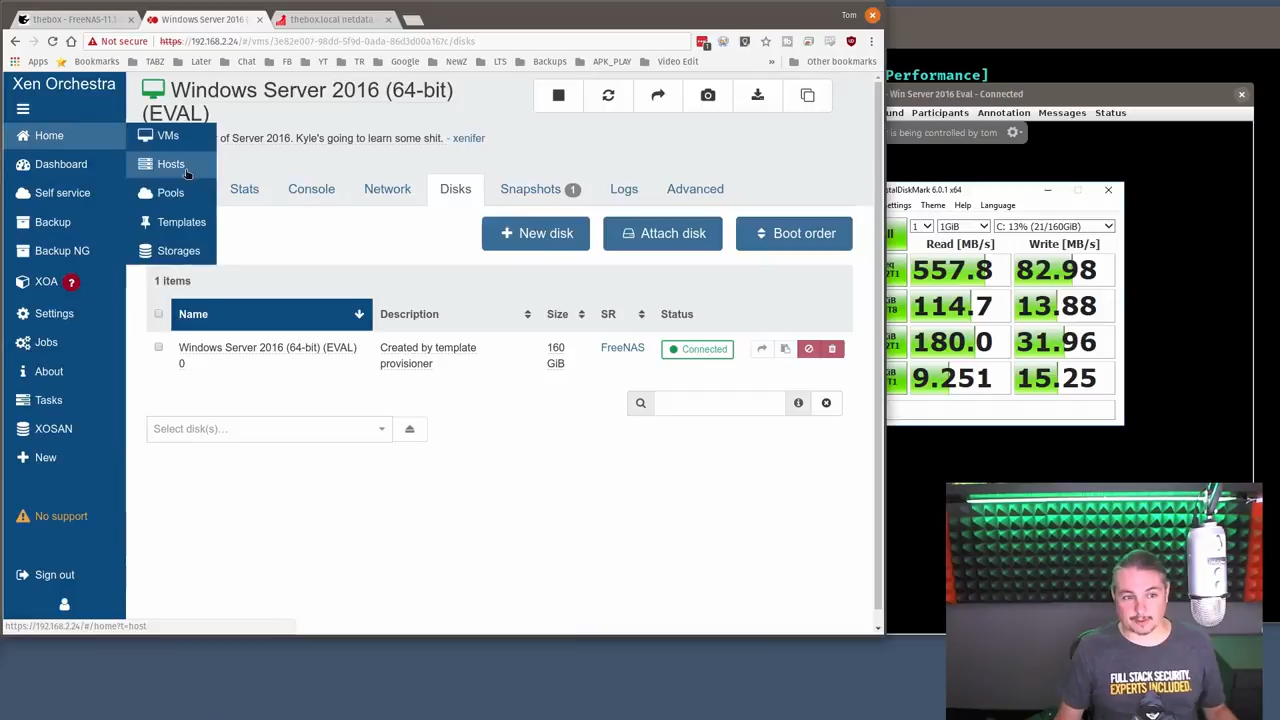 thebox - FreeNAS-11.1
Windows Server 2016
thebox.local netdata
Tom
Not secure
https://192.168.2.24/#/vms/3e82e007-98dd-5f9d-0ada-86d3d00a167c/disks
Apps
Bookmarks
TABZ
Later
Chat
FB
YT
TR
Google
NewZ
LTS
Backups
APK_PLAY
Video Edit
»
Other bookmarks
Xen Orchestra
Home
Dashboard
Self service
Backup
Backup NG
XOA
?
Settings
Jobs
About
Tasks
XOSAN
New
No support
Sign out
VMs
Hosts
Pools
Templates
Storages
Windows Server 2016 (64-bit)
(EVAL)
of Server 2016. Kyle's going to learn some shit. - xenifer
Stats
Console
Network
Disks
Snapshots 1
Logs
Advanced
New disk
Attach disk
Boot order
1 items
Name
Description
Size
SR
Status
Windows Server 2016 (64-bit) (EVAL)
0
Created by template
provisioner
160
GiB
FreeNAS
Connected
Select disk(s)…
https://192.168.2.24/#/home?t=host
Performance]
- Win Server 2016 Eval - Connected
und Participants Annotation Messages Status
is being controlled by tom
stalDiskMark 6.0.1 x64
ettings Theme Help Language
1
1GiB
C: 13% (21/160GiB)
Read [MB/s]
Write [MB/s]
557.8 82.98
114.7 13.88
180.0 31.96
9.251 15.25
FULL STACK SECURITY.
EXPERTS INCLUDED.